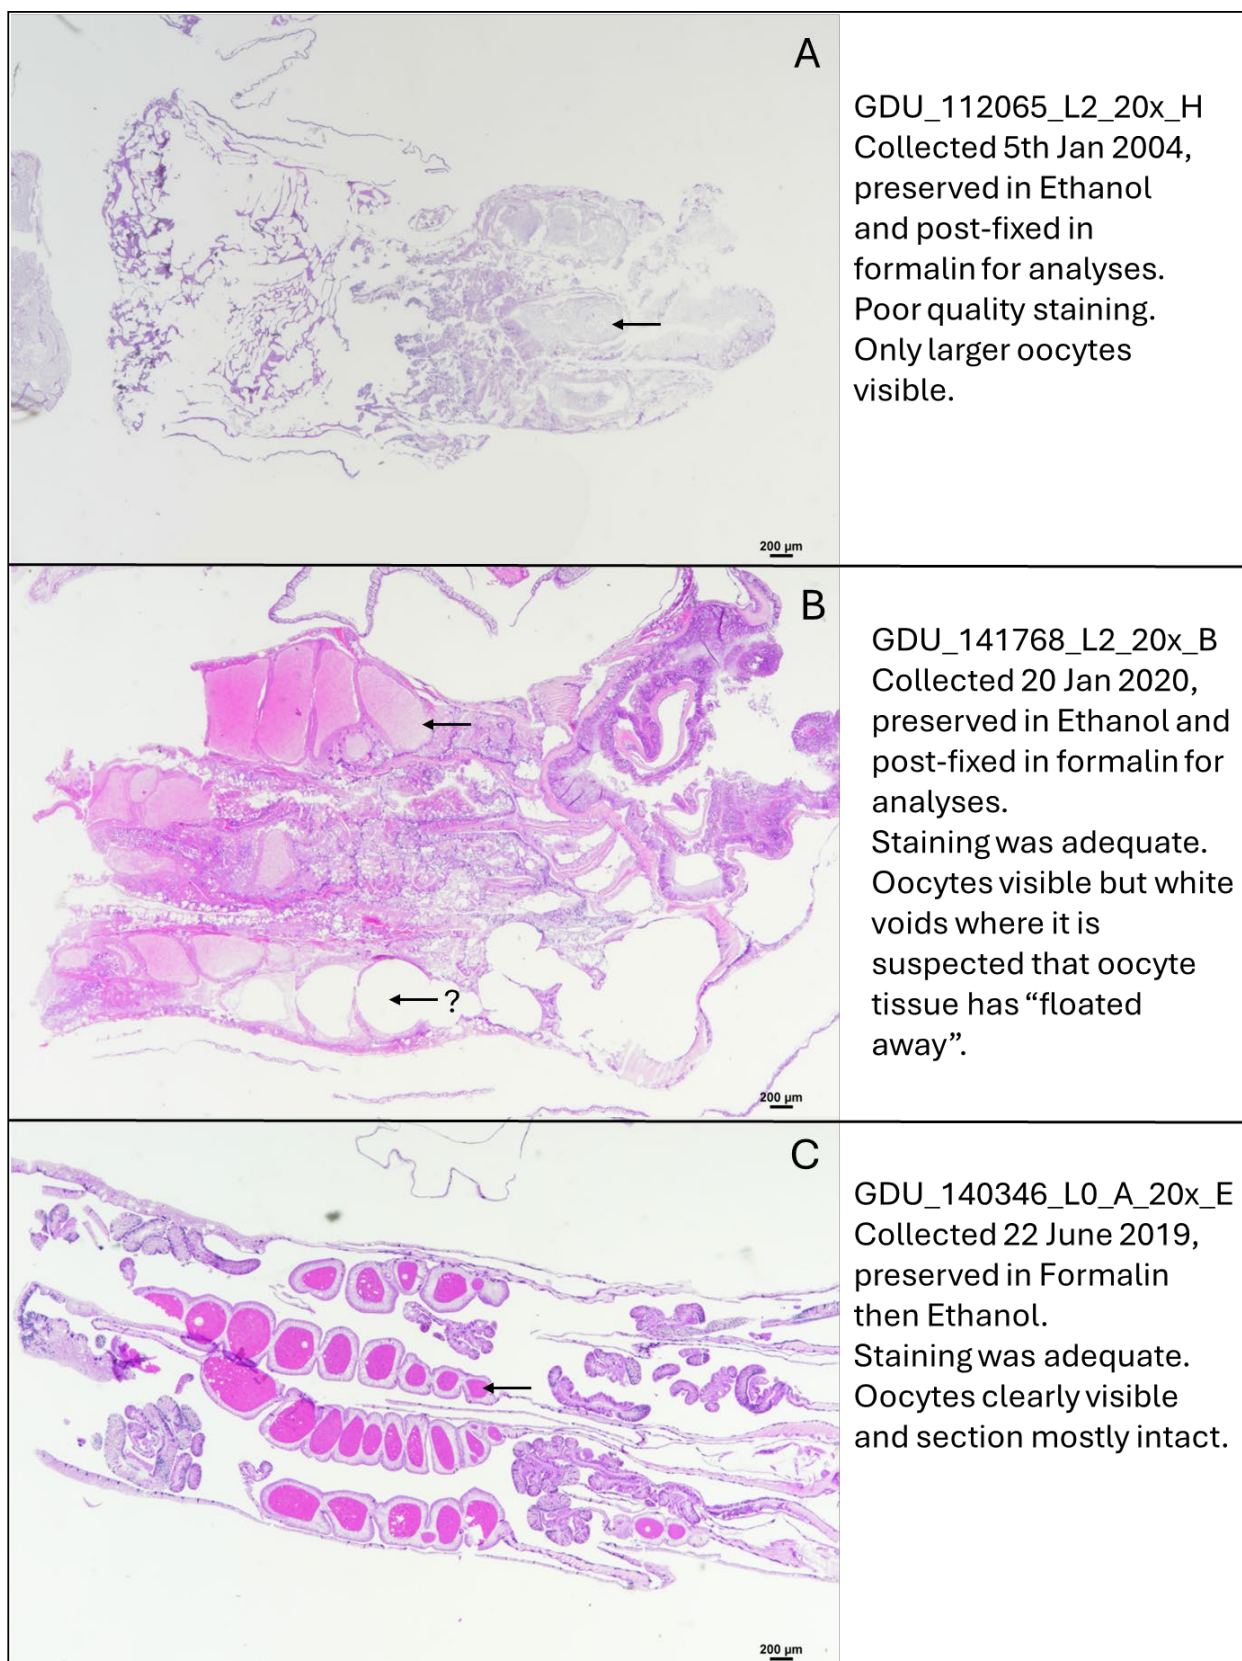 A
GDU_112065_L2_20x_H
Collected 5th Jan 2004,
preserved in Ethanol
and post-fixed in
formalin for analyses.
Poor quality staining.
Only larger oocytes
visible.
200 µm
B
GDU_141768_L2_20x_B
Collected 20 Jan 2020,
preserved in Ethanol and
post-fixed in formalin for
analyses.
Staining was adequate.
Oocytes visible but white
voids where it is
suspected that oocyte
tissue has “floated
away”.
?
200 µm
C
GDU_140346_L0_A_20x_E
Collected 22 June 2019,
preserved in Formalin
then Ethanol.
Staining was adequate.
Oocytes clearly visible
and section mostly intact.
200 µm